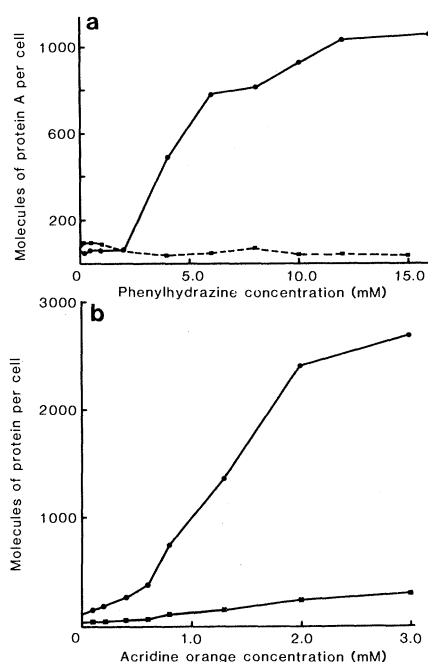 a
Molecules of protein A per cell
1000
600
200
0
5.0
10.0
15.0
Phenylhydrazine concentration (mM)
b
Molecules of protein per cell
3000
2000
1000
0
1.0
2.0
3.0
Acridine orange concentration (mM)